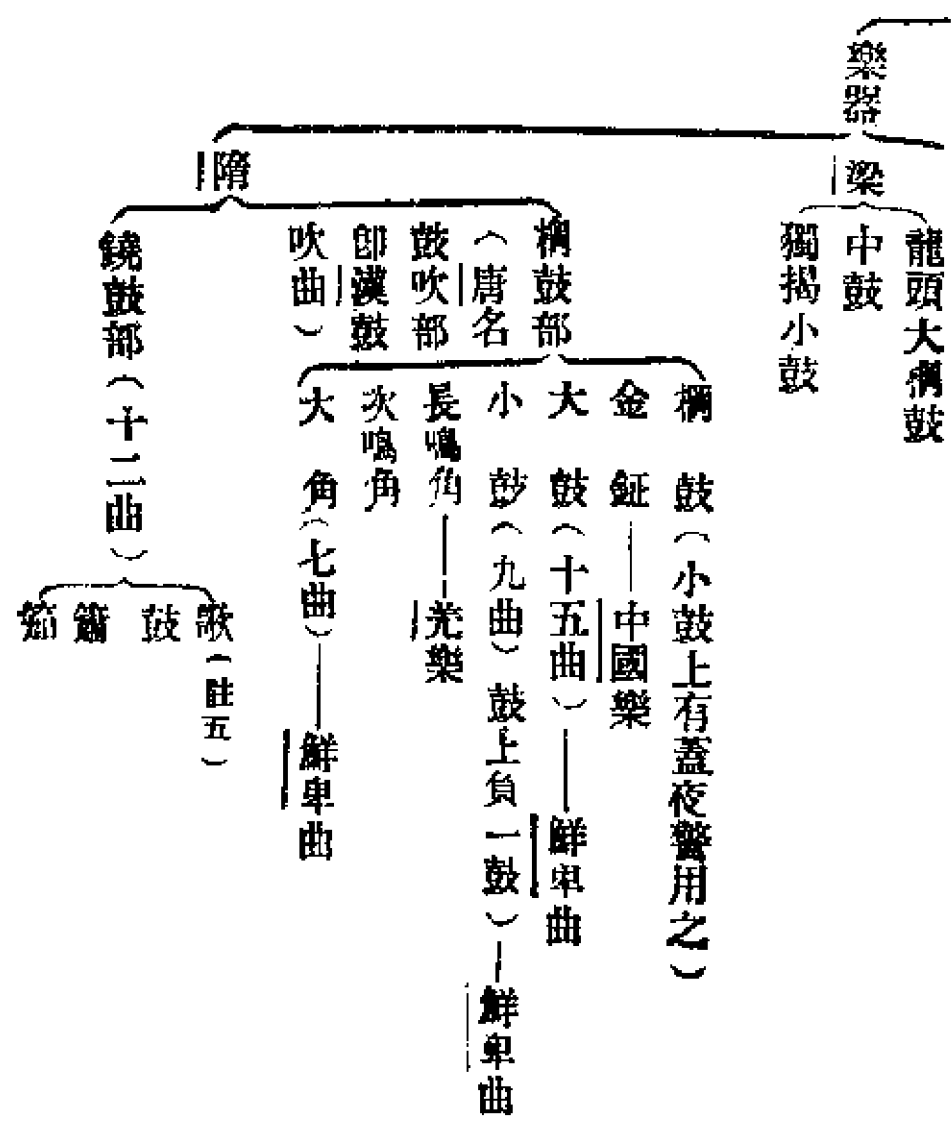 樂器
梁
龍頭大棡鼓
中鼓
獨揭小鼓
隋
棡鼓部
(唐名
鼓吹部
卽漢鼓
吹曲)
棡鼓(小鼓上有蓋夜警用之)
金鉦——中國樂
大鼓(十五曲)——鮮卑曲
小鼓(九曲)鼓上負一鼓)——鮮卑曲
長鳴角——羌樂
次鳴角
大角(七曲)——鮮卑曲
鐃鼓部(十二曲)
歌(註五)
鼓
簫
笳